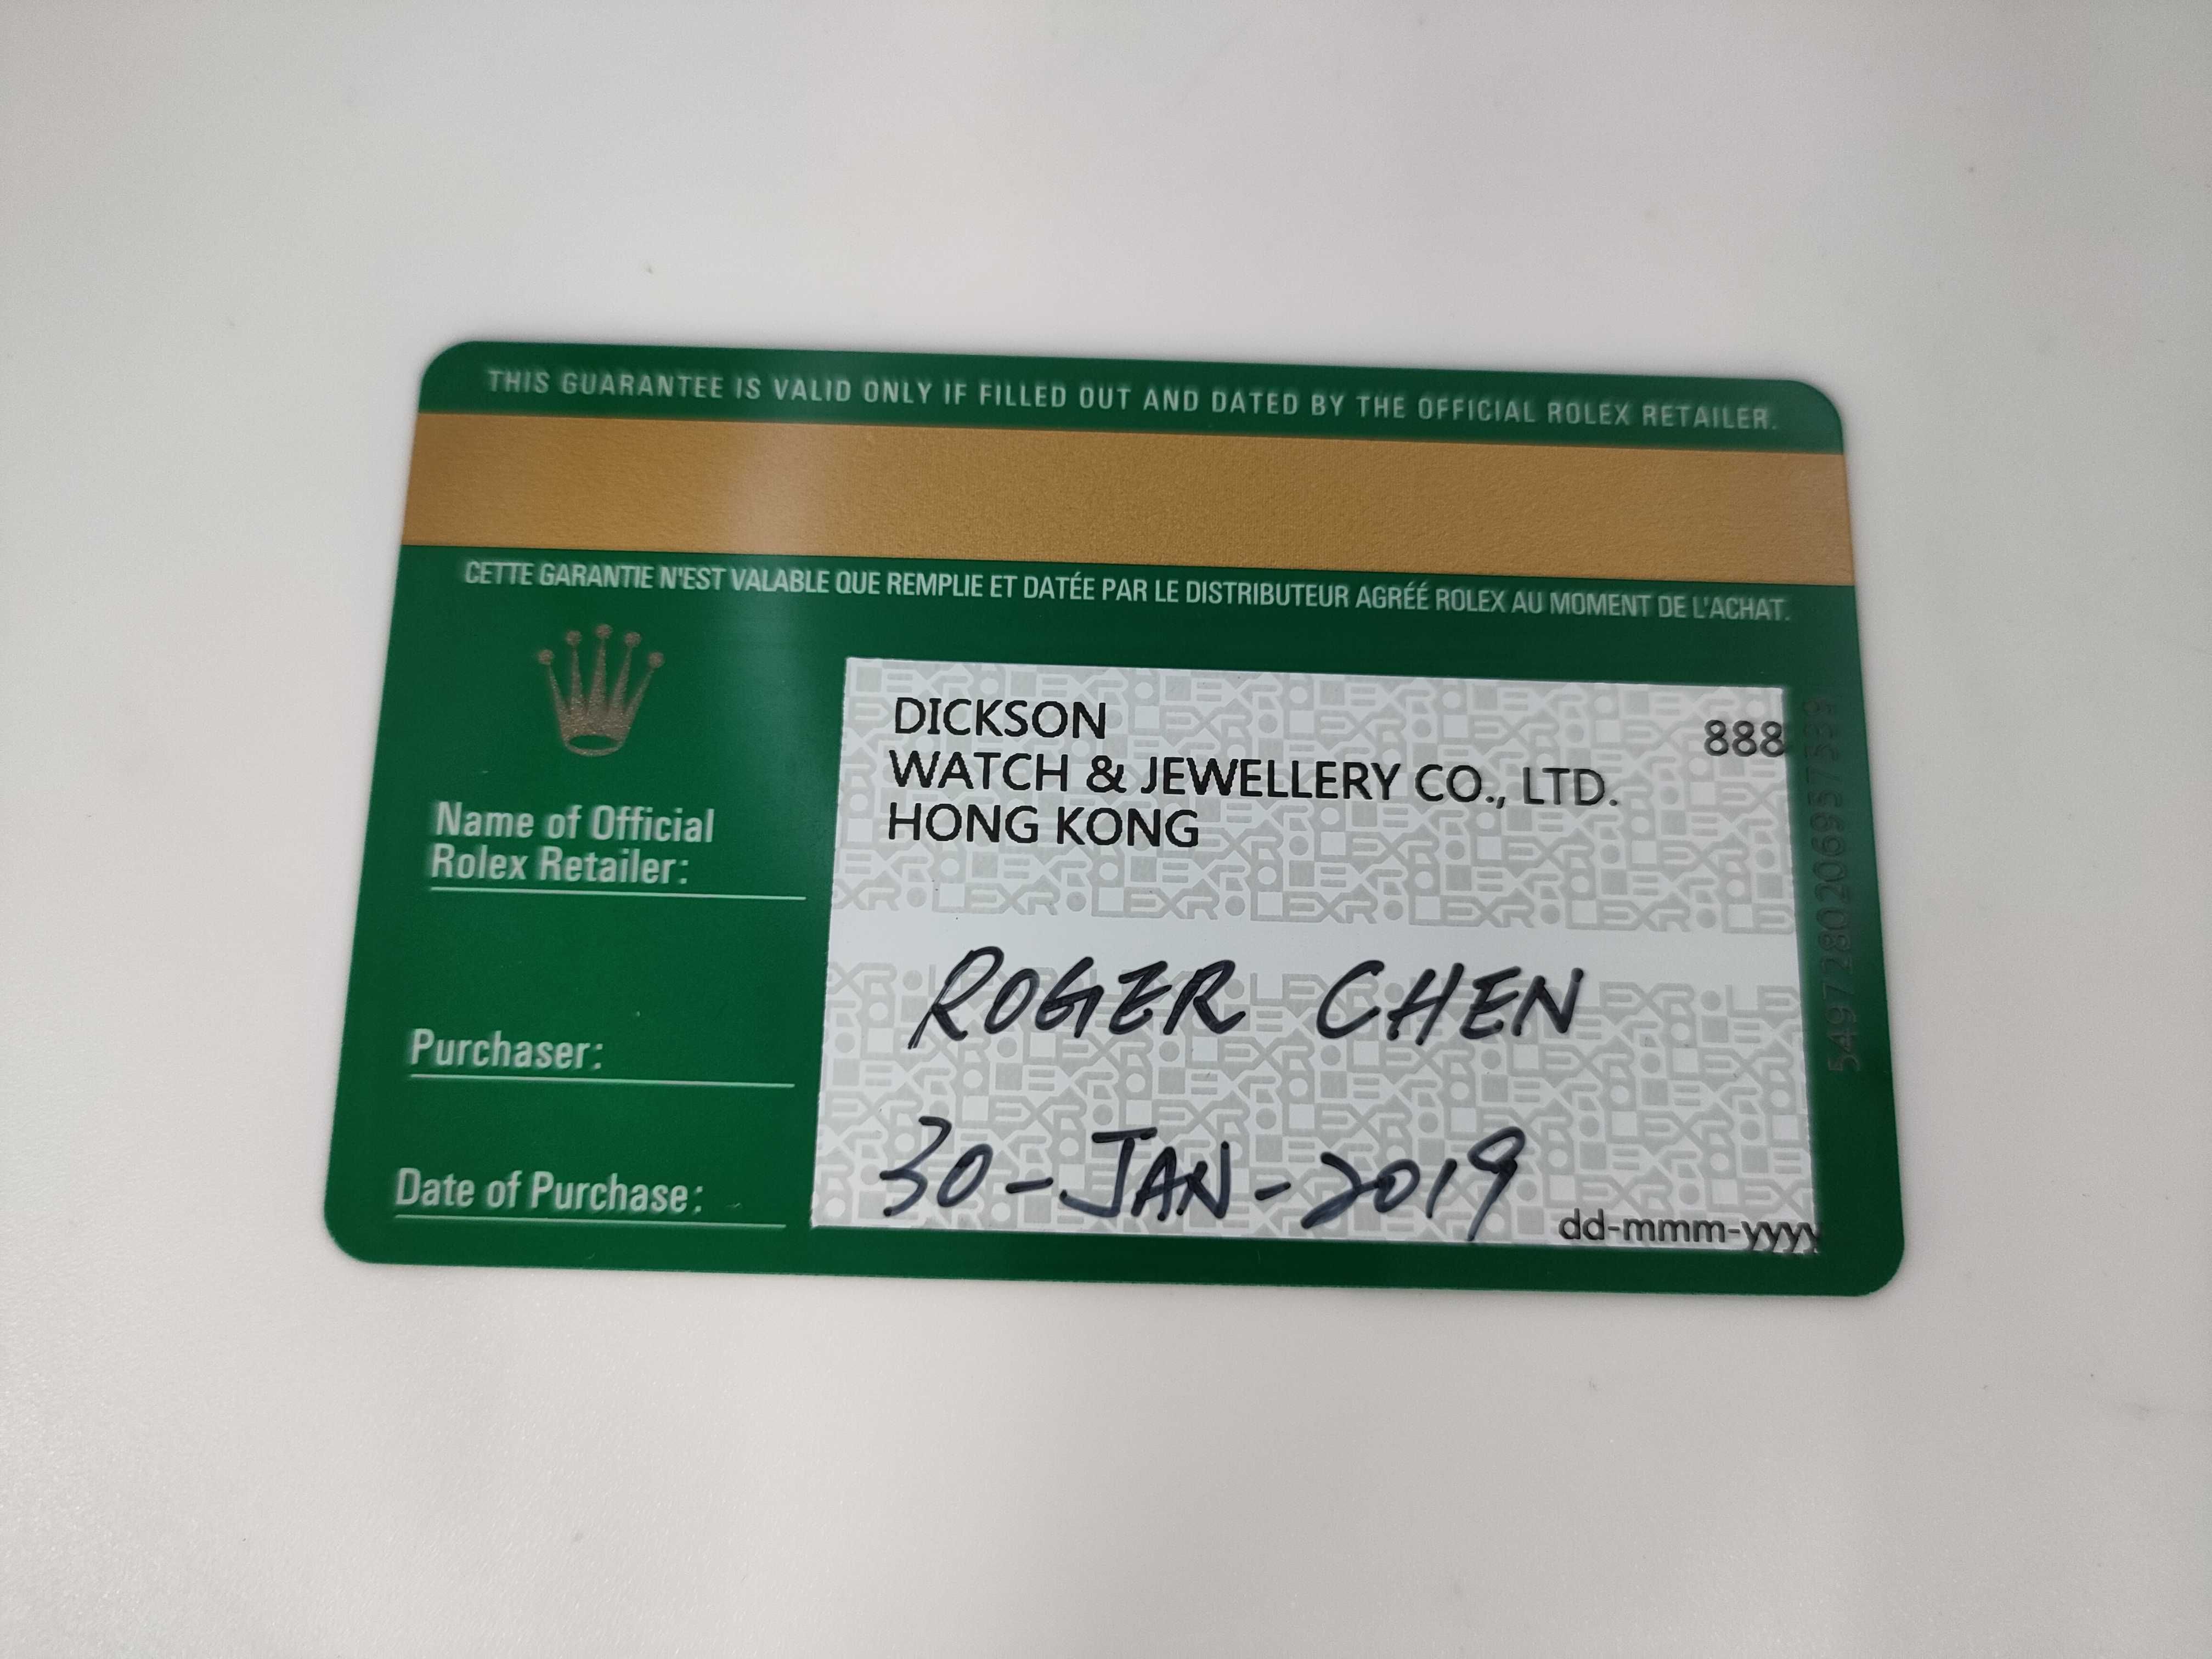 THIS GUARANTEE IS VALID ONLY IF FILLED OUT AND DATED BY THE OFFICIAL ROLEX RETAILER.
CETTE GARANTIE N'EST VALABLE QUE REMPLIE ET DATÉE PAR LE DISTRIBUTEUR AGRÉÉ ROLEX AU MOMENT DE L'ACHAT.
Name of Official
Rolex Retailer:
DICKSON 888
WATCH & JEWELLERY CO., LTD.
HONG KONG
Purchaser:
ROGER CHEN
Date of Purchase:
30-JAN-2019
dd-mmm-yyyy